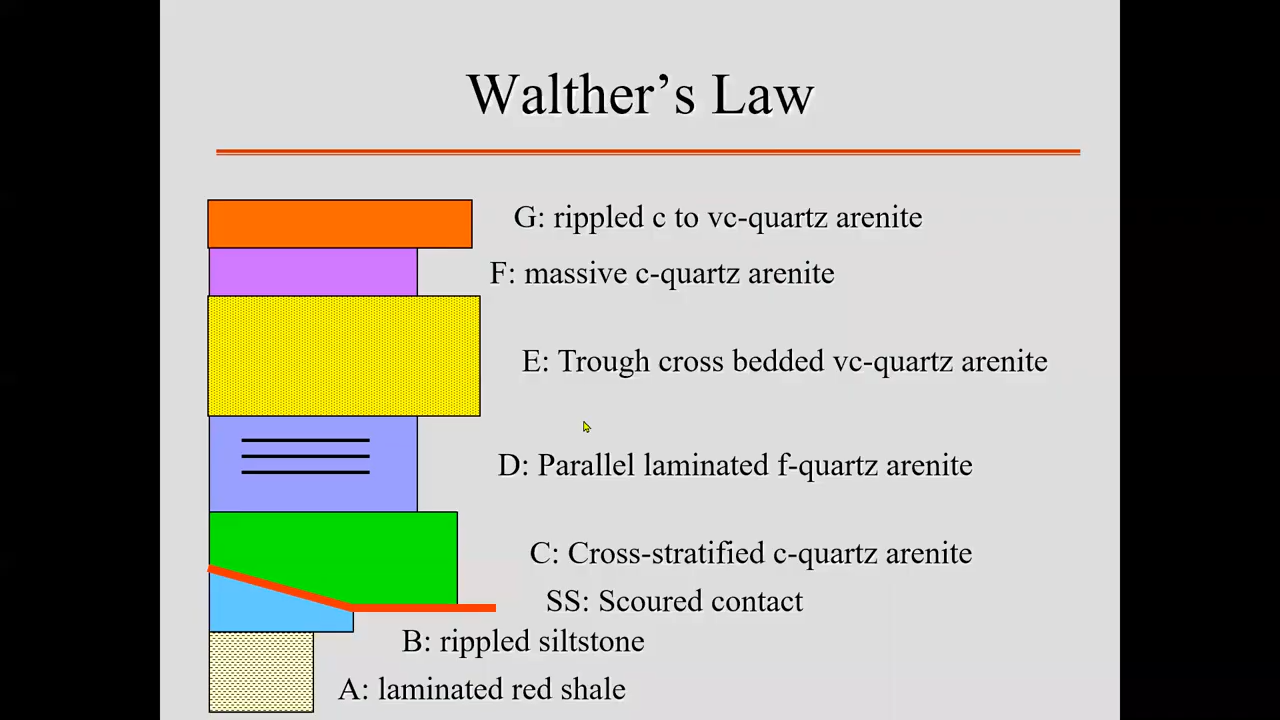 Walther’s Law
G: rippled c to vc-quartz arenite
F: massive c-quartz arenite
E: Trough cross bedded vc-quartz arenite
D: Parallel laminated f-quartz arenite
C: Cross-stratified c-quartz arenite
SS: Scoured contact
B: rippled siltstone
A: laminated red shale